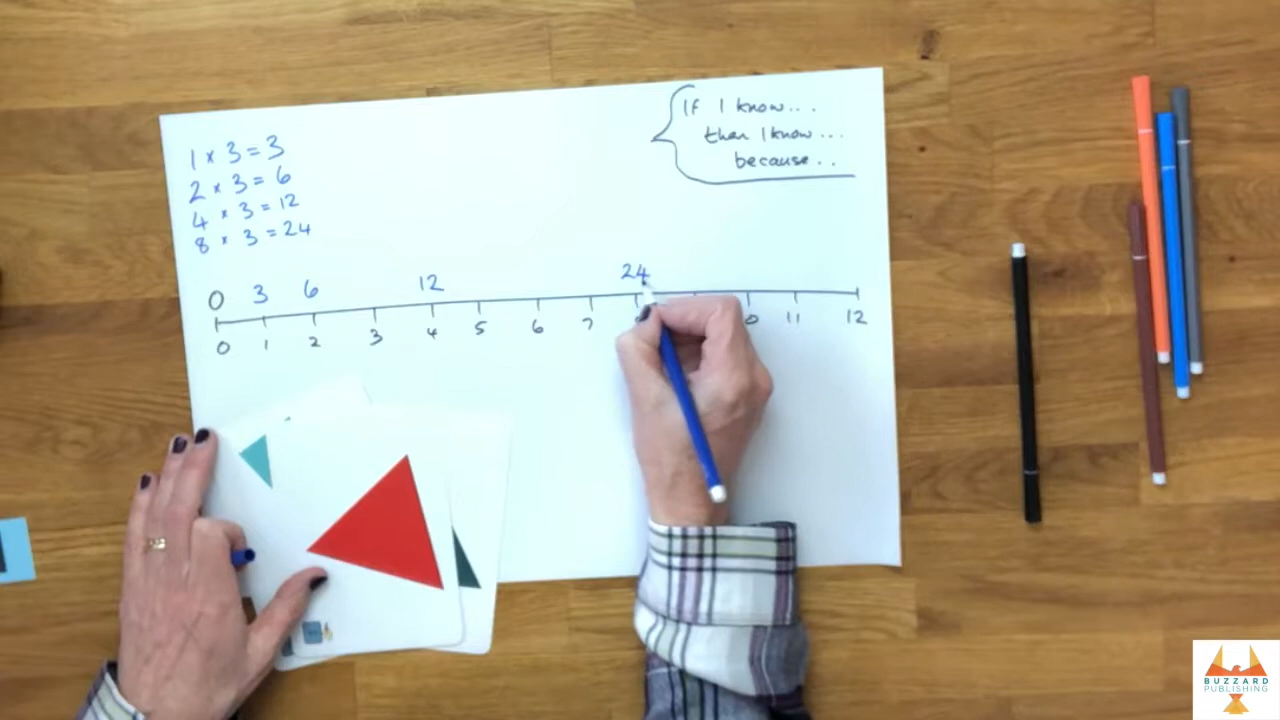 If I know...
then I know...
because..
1 × 3 = 3
2 × 3 = 6
4 × 3 = 12
8 × 3 = 24
0 3 6 12 24
0 1 2 3 4 5 6 7 11 12
BUZZARD
PUBLISHING